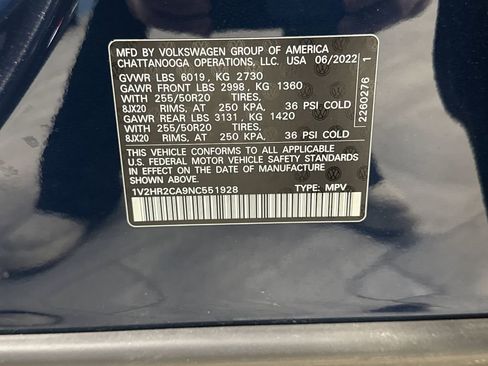 MFD BY VOLKSWAGEN GROUP OF AMERICA
CHATTANOOGA OPERATIONS, LLC. USA 06/2022
GVWR LBS 6019, KG 2730
GAWR FRONT LBS 2998, KG 1360
WITH 255/50R20 TIRES,
8JX20 RIMS, AT 250 KPA, 36 PSI COLD
GAWR REAR LBS 3131, KG 1420
WITH 255/50R20 TIRES,
8JX20 RIMS, AT 250 KPA, 36 PSI COLD
THIS VEHICLE CONFORMS TO ALL APPLICABLE
U.S. FEDERAL MOTOR VEHICLE SAFETY STANDARDS
IN EFFECT ON THE DATE OF MANUFACTURE
SHOWN ABOVE.
1V2HR2CA9NC551928 TYPE: MPV
2260276 1